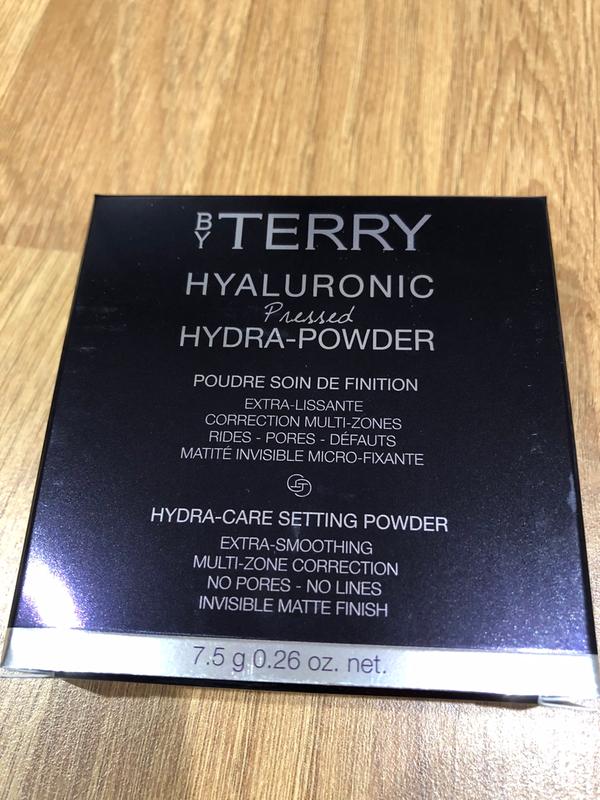 BY TERRY
HYALURONIC
Pressed
HYDRA-POWDER
POUDRE SOIN DE FINITION
EXTRA-LISSANTE
CORRECTION MULTI-ZONES
RIDES - PORES - DÉFAUTS
MATITÉ INVISIBLE MICRO-FIXANTE
HYDRA-CARE SETTING POWDER
EXTRA-SMOOTHING
MULTI-ZONE CORRECTION
NO PORES - NO LINES
INVISIBLE MATTE FINISH
7.5 g 0.26 oz. net.